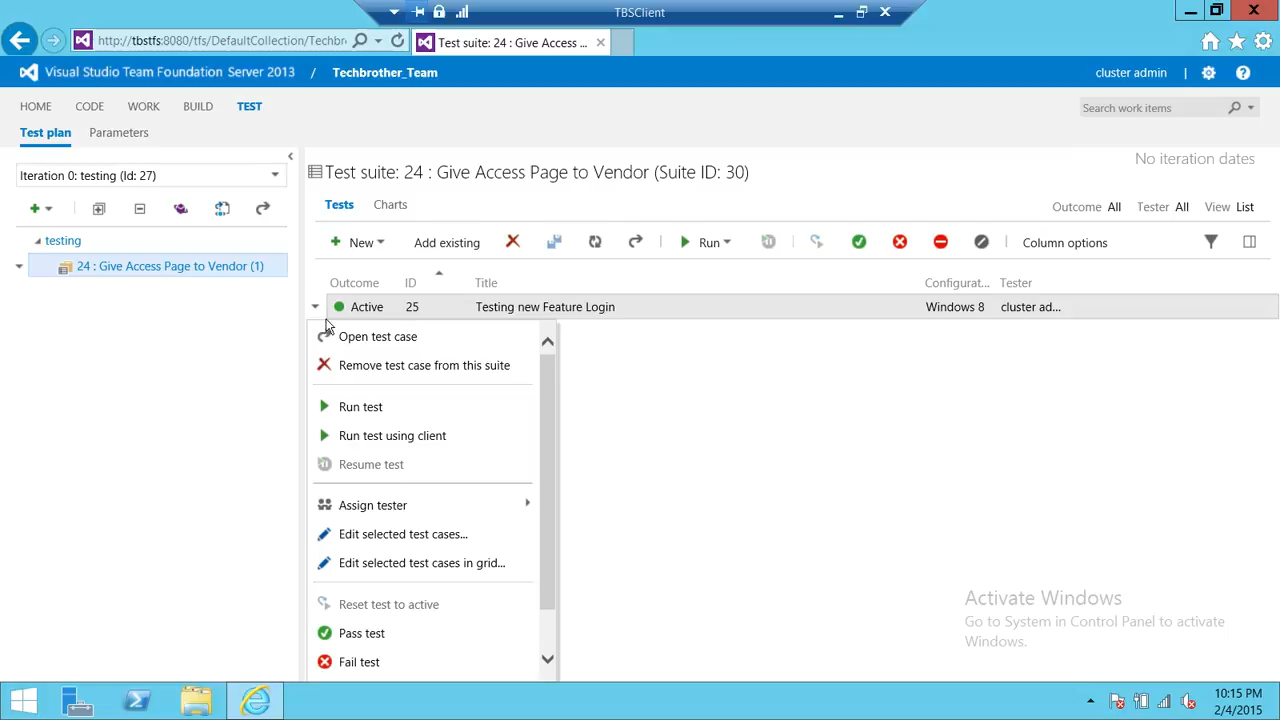 TBSClient
http://tbstfs:8080/tfs/DefaultCollection/Techbr
Test suite: 24 : Give Access ...
Visual Studio Team Foundation Server 2013 / Techbrother_Team
cluster admin
HOME CODE WORK BUILD TEST
Search work items
Test plan Parameters
No iteration dates
Iteration 0: testing (Id: 27)
Test suite: 24 : Give Access Page to Vendor (Suite ID: 30)
Tests Charts
Outcome All Tester All View List
New Add existing Run Column options
testing
24 : Give Access Page to Vendor (1)
Outcome ID Title Configurat... Tester
Active 25 Testing new Feature Login Windows 8 cluster ad...
Open test case
Remove test case from this suite
Run test
Run test using client
Resume test
Assign tester
Edit selected test cases...
Edit selected test cases in grid...
Reset test to active
Pass test
Fail test
Activate Windows
Go to System in Control Panel to activate
Windows.
10:15 PM
2/4/2015